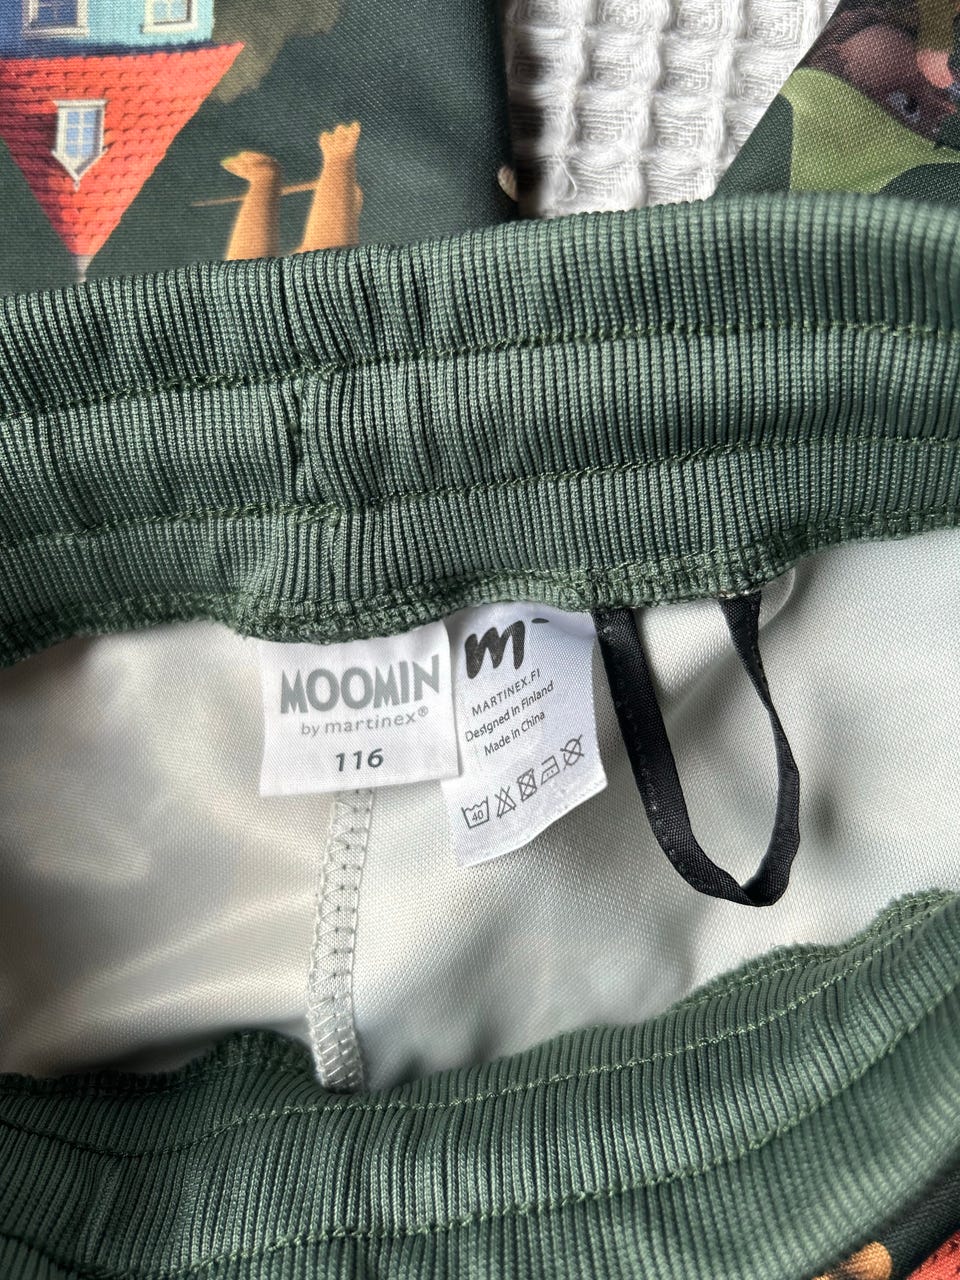 MOOMIN
by martinex®
116
m
MARTINEX.FI
Designed in Finland
Made in China
40